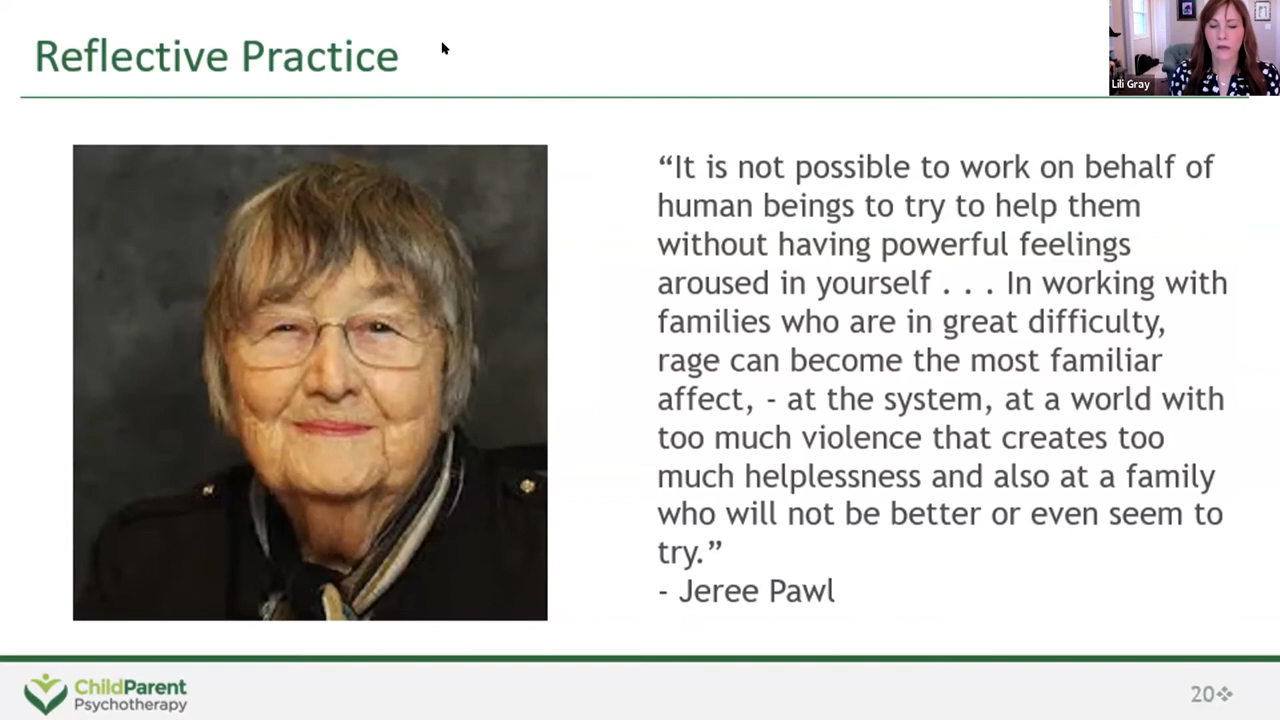 Reflective Practice
Lili Gray
“It is not possible to work on behalf of
human beings to try to help them
without having powerful feelings
aroused in yourself . . . In working with
families who are in great difficulty,
rage can become the most familiar
affect, - at the system, at a world with
too much violence that creates too
much helplessness and also at a family
who will not be better or even seem to
try.”
- Jeree Pawl
ChildParent
Psychotherapy
20